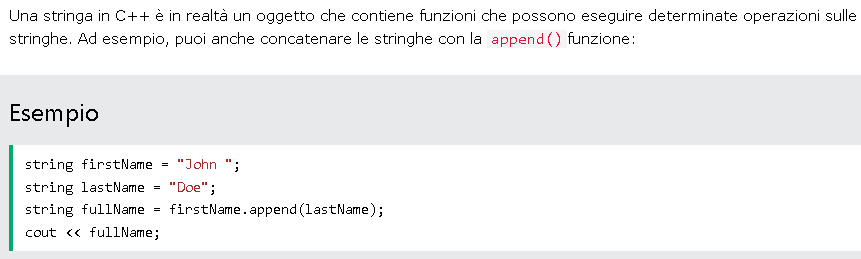 Una stringa in C++ è in realtà un oggetto che contiene funzioni che possono eseguire determinate operazioni sulle
stringhe. Ad esempio, puoi anche concatenare le stringhe con la append() funzione:
Esempio
string firstName = "John ";
string lastName = "Doe";
string fullName = firstName.append(lastName);
cout << fullName;